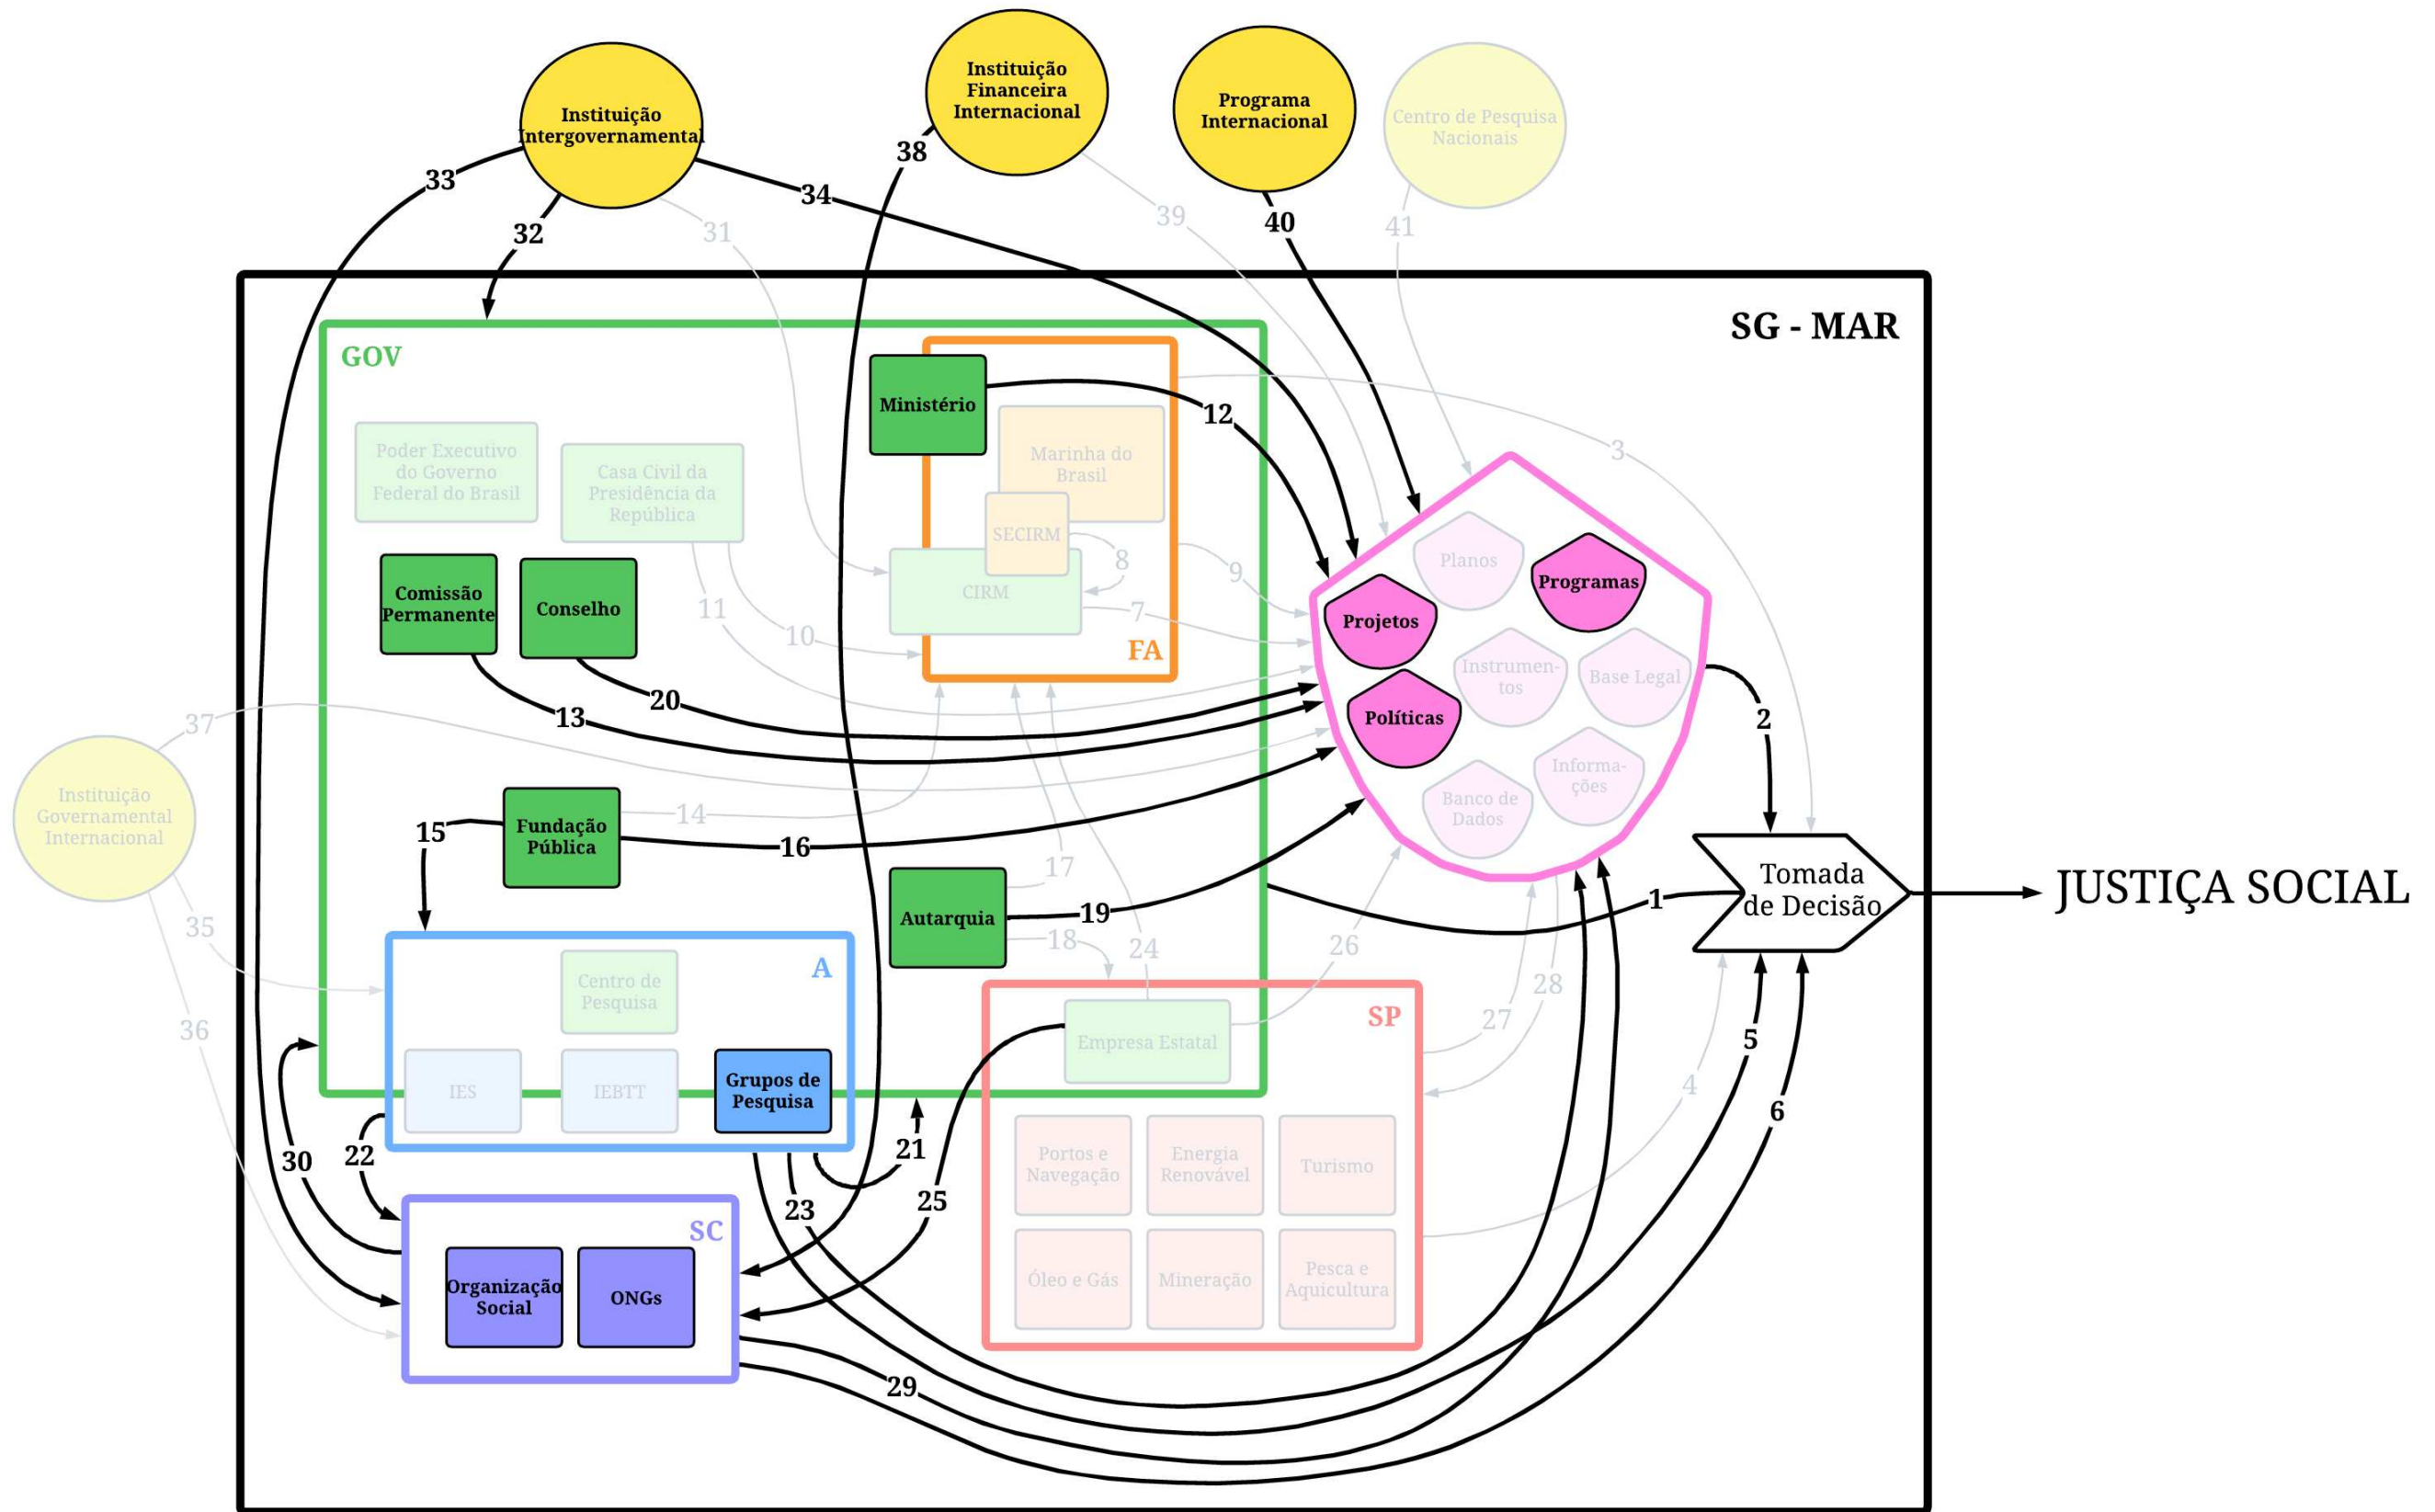 Instituição
Intergovernamental
Instituição
Financeira
Internacional
Programa
Internacional
Centro de Pesquisa
Nacionais
33
38
34
32
31
39
40
41
SG - MAR
GOV
Ministério
12
3
Poder Executivo
do Governo
Federal do Brasil
Casa Civil da
Presidência da
República
Marinha do
Brasil
SECIRM
8
CIRM
9
7
11
10
FA
Comissão
Permanente
Conselho
20
13
Planos
Programas
Projetos
Instrumen-
tos
Base Legal
Políticas
Informa-
ções
Banco de
Dados
2
37
Instituição
Governamental
Internacional
35
36
14
15
Fundação
Pública
16
17
Autarquia
19
18
24
26
1
Tomada
de Decisão
JUSTIÇA SOCIAL
A
Centro de
Pesquisa
IES
IEBTT
Grupos de
Pesquisa
SP
Empresa Estatal
27
28
5
4
6
30
22
21
23
25
Portos e
Navegação
Energia
Renovável
Turismo
Óleo e Gás
Mineração
Pesca e
Aquicultura
SC
Organização
Social
ONGs
29